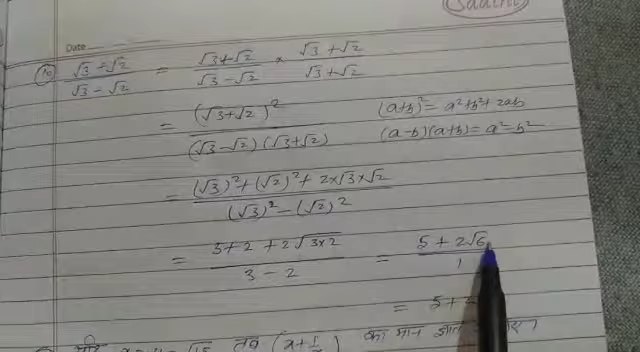 Saathi
Date
(10) √3+√2 / √3-√2 = √3+√2 / √3-√2 × √3+√2 / √3+√2
= (√3+√2)² / (√3-√2)(√3+√2) (a+b)² = a²+b²+2ab
(a-b)(a+b) = a²-b²
= (√3)²+(√2)²+2×√3×√2 / (√3)²-(√2)²
= 3+2+2√3×2 / 3-2 = 5+2√6 / 1
= 5+
का मान ज्ञात